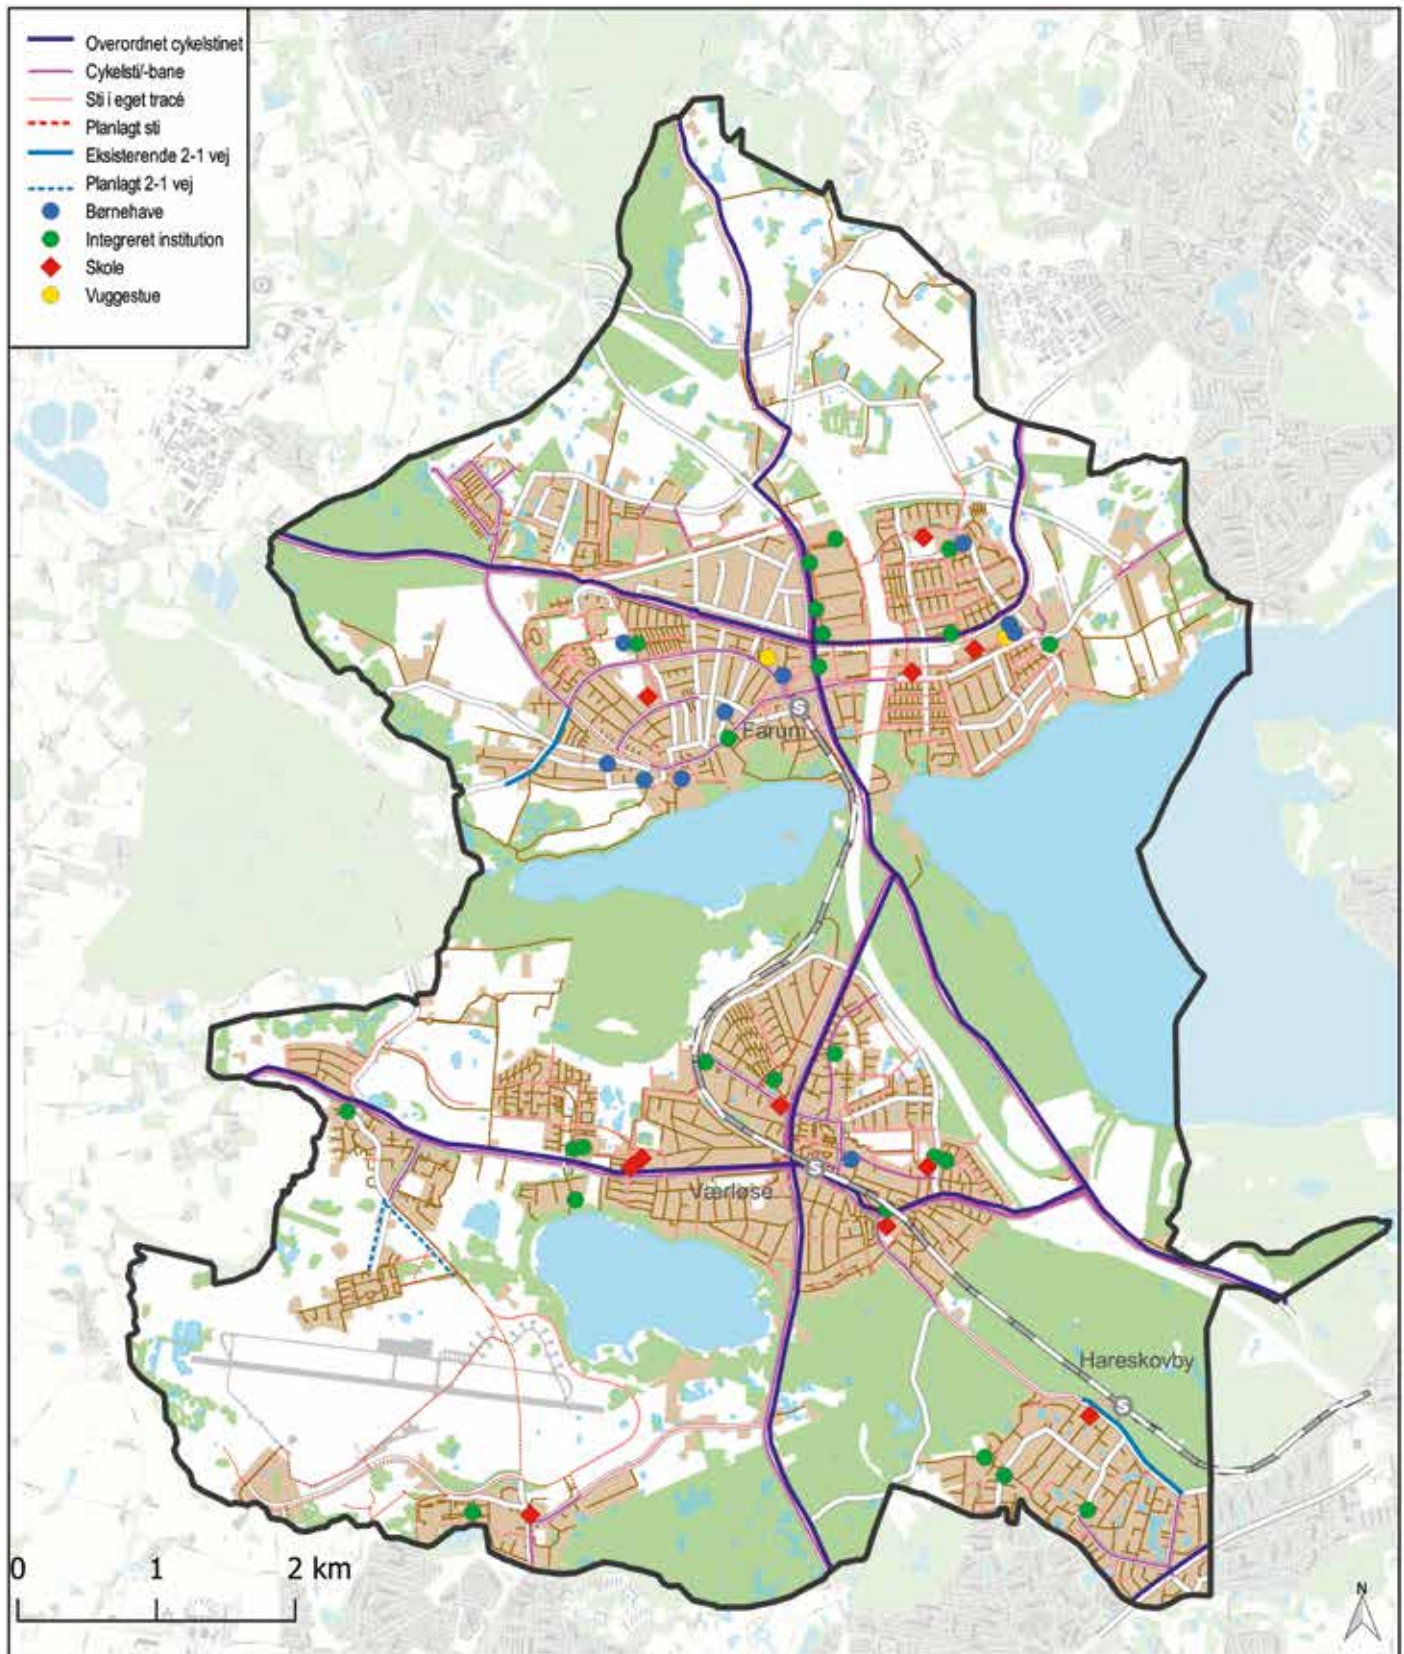 Overordnet cykelstinet
Cykelsti/-bane
Sti i eget tracé
Planlagt sti
Eksisterende 2-1 vej
Planlagt 2-1 vej
Børnehave
Integreret institution
Skole
Vuggestue
S
Farum
S
Værløse
Hareskovby
S
0 1 2 km
N